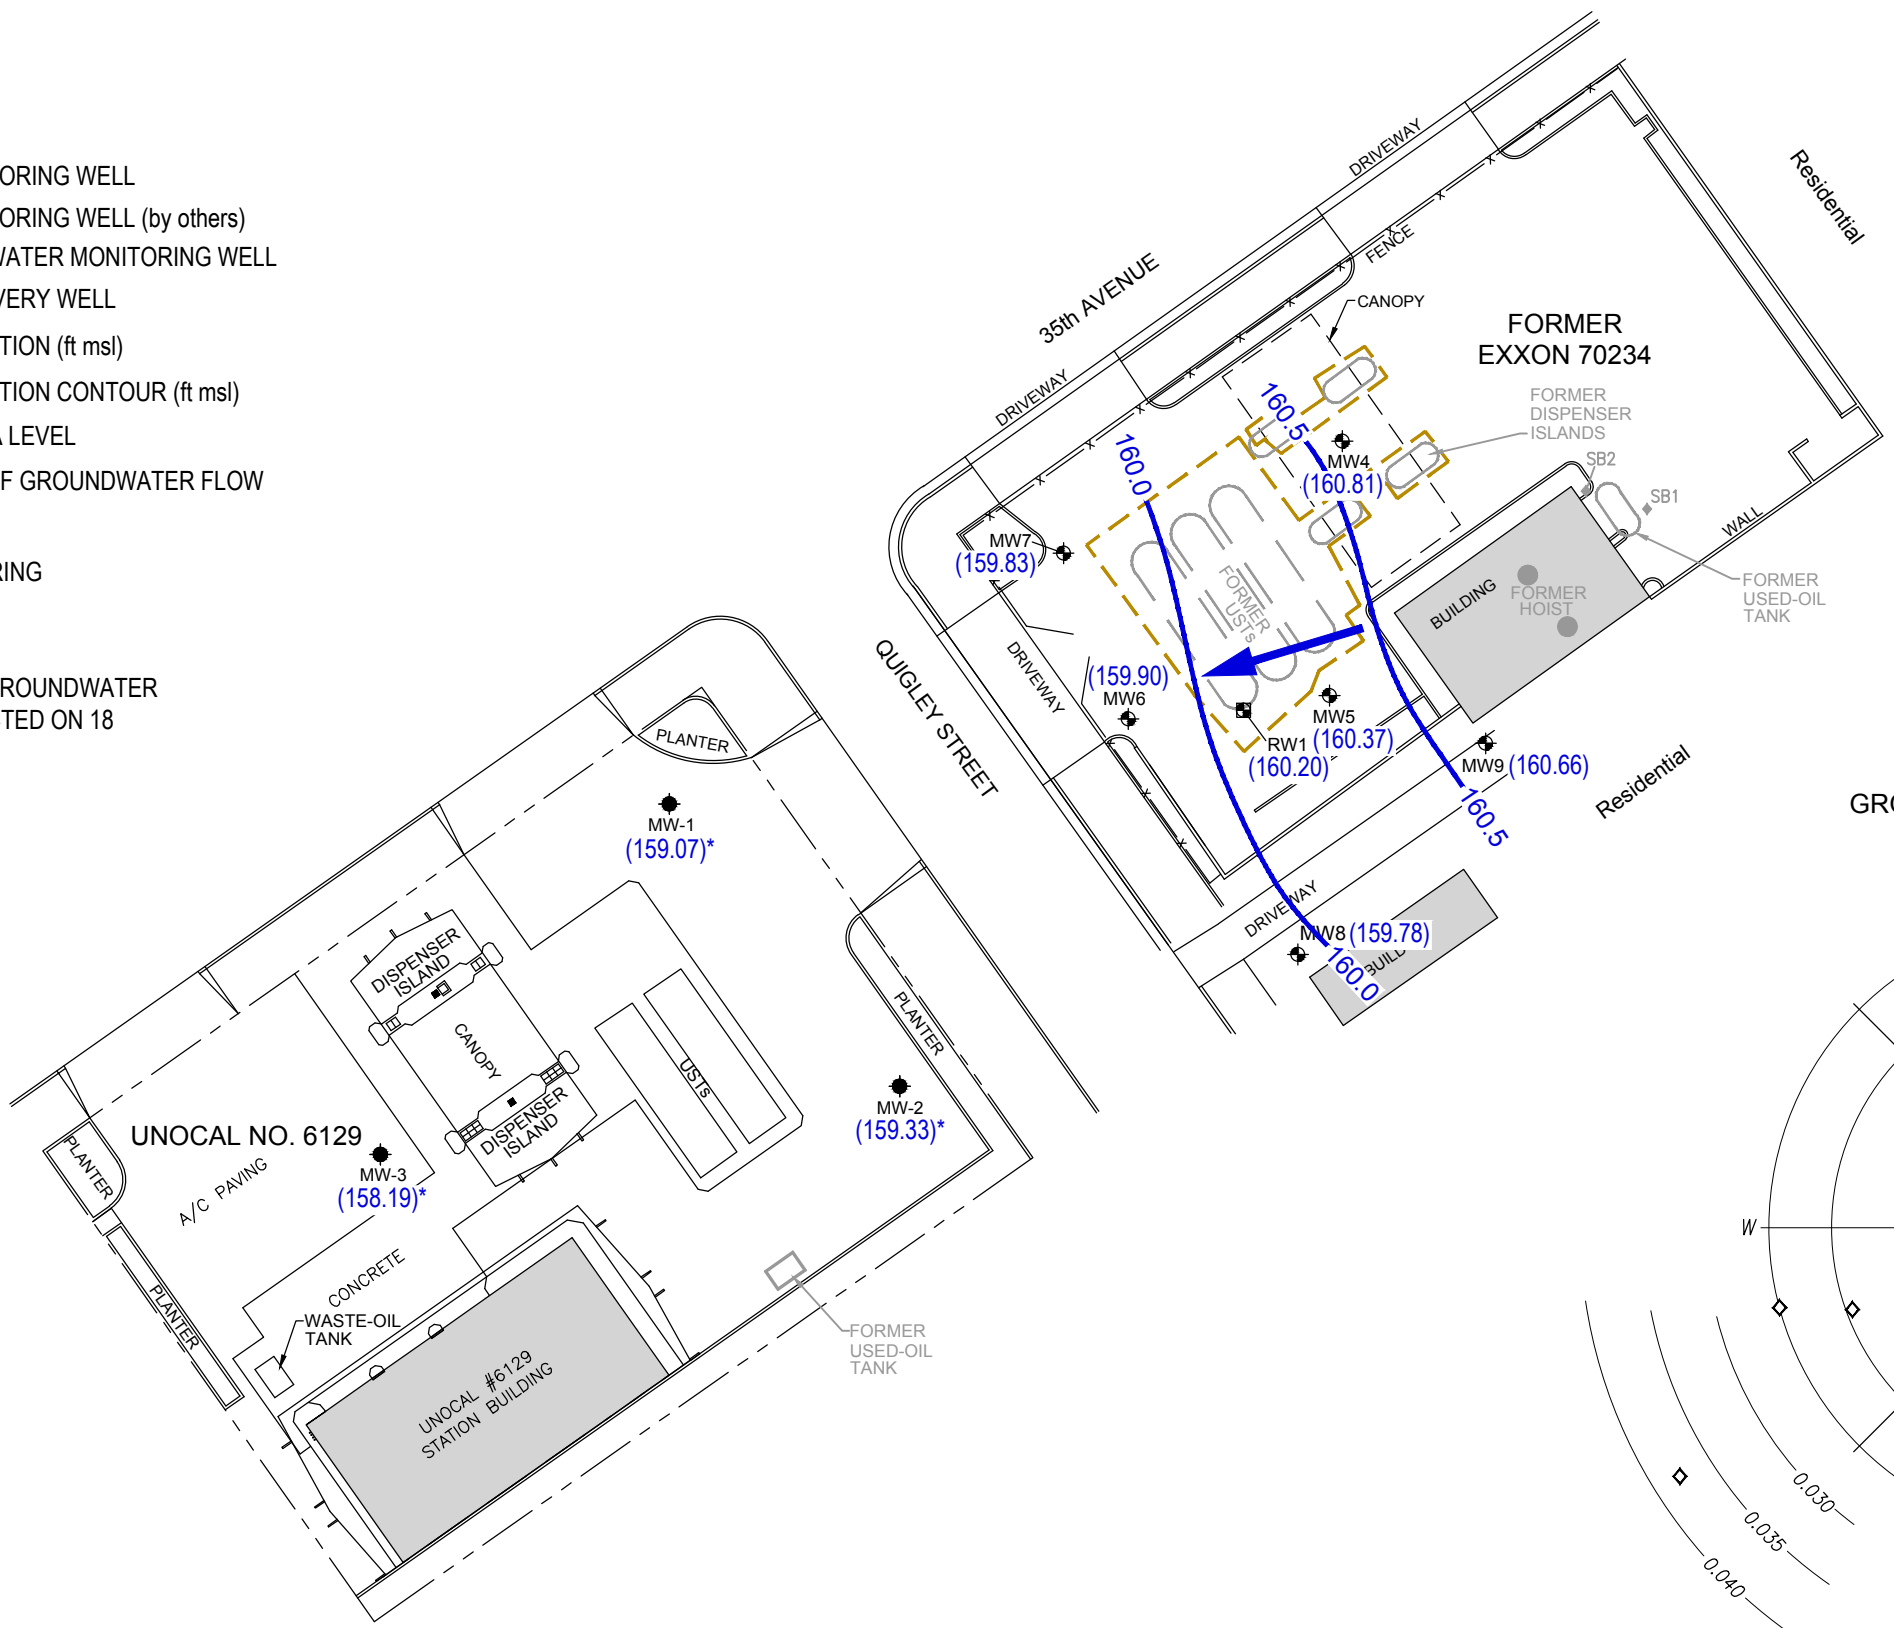 ORING WELL
ORING WELL (by others)
WATER MONITORING WELL
VERY WELL
TION (ft msl)
TION CONTOUR (ft msl)
A LEVEL
F GROUNDWATER FLOW
RING
ROUNDWATER
STED ON 18
DRIVEWAY
Residential
35th AVENUE
FENCE
CANOPY
FORMER
EXXON 70234
DRIVEWAY
160.5
FORMER
DISPENSER
ISLANDS
160.0
MW4
(160.81)
SB2
SB1
WALL
MW7
(159.83)
FORMER
USTs
BUILDING
FORMER
HOIST
FORMER
USED-OIL
TANK
QUIGLEY STREET
DRIVEWAY
(159.90)
MW6
MW5
(160.37)
RW1
(160.20)
MW9 (160.66)
160.5
Residential
GRO
DRIVEWAY
MW8 (159.78)
BUILD
160.0
PLANTER
MW-1
(159.07)*
DISPENSER
ISLAND
CANOPY
DISPENSER
ISLAND
USTs
PLANTER
MW-2
(159.33)*
UNOCAL NO. 6129
PLANTER
A/C PAVING
MW-3
(158.19)*
CONCRETE
PLANTER
WASTE-OIL
TANK
FORMER
USED-OIL
TANK
UNOCAL #6129
STATION BUILDING
W
0.030
0.035
0.040